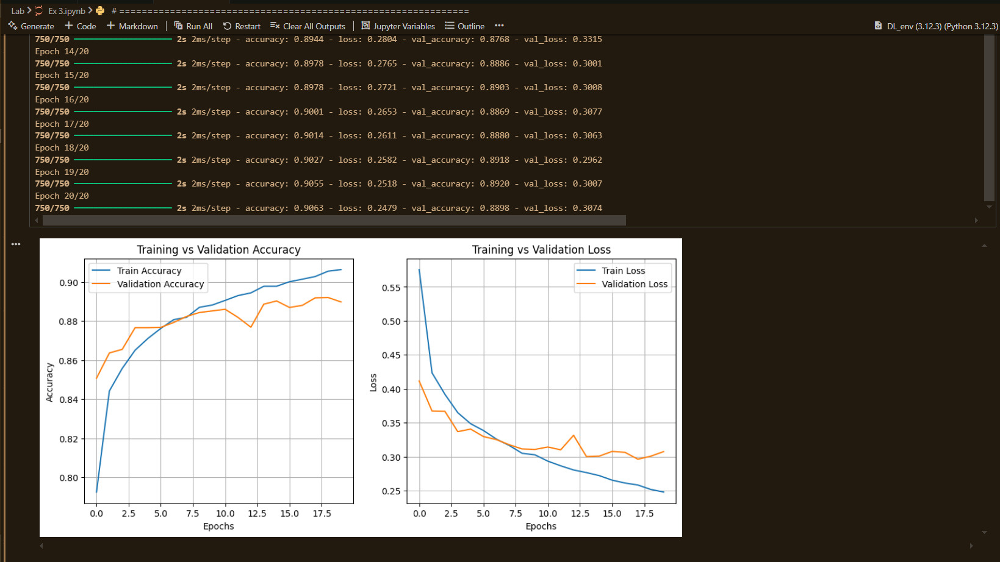 Lab > Ex 3.ipynb > # ==============================================================
Generate + Code + Markdown | Run All Restart Clear All Outputs | Jupyter Variables Outline ••• DL_env (3.12.3) (Python 3.12.3)
750/750 ━━━━━━━━━━━━━━━━━━━━ 2s 2ms/step - accuracy: 0.8944 - loss: 0.2804 - val_accuracy: 0.8768 - val_loss: 0.3315
Epoch 14/20
750/750 ━━━━━━━━━━━━━━━━━━━━ 2s 2ms/step - accuracy: 0.8978 - loss: 0.2765 - val_accuracy: 0.8886 - val_loss: 0.3001
Epoch 15/20
750/750 ━━━━━━━━━━━━━━━━━━━━ 2s 2ms/step - accuracy: 0.8978 - loss: 0.2721 - val_accuracy: 0.8903 - val_loss: 0.3008
Epoch 16/20
750/750 ━━━━━━━━━━━━━━━━━━━━ 2s 2ms/step - accuracy: 0.9001 - loss: 0.2653 - val_accuracy: 0.8869 - val_loss: 0.3077
Epoch 17/20
750/750 ━━━━━━━━━━━━━━━━━━━━ 2s 2ms/step - accuracy: 0.9014 - loss: 0.2611 - val_accuracy: 0.8880 - val_loss: 0.3063
Epoch 18/20
750/750 ━━━━━━━━━━━━━━━━━━━━ 2s 2ms/step - accuracy: 0.9027 - loss: 0.2582 - val_accuracy: 0.8918 - val_loss: 0.2962
Epoch 19/20
750/750 ━━━━━━━━━━━━━━━━━━━━ 2s 2ms/step - accuracy: 0.9055 - loss: 0.2518 - val_accuracy: 0.8920 - val_loss: 0.3007
Epoch 20/20
750/750 ━━━━━━━━━━━━━━━━━━━━ 2s 2ms/step - accuracy: 0.9063 - loss: 0.2479 - val_accuracy: 0.8898 - val_loss: 0.3074
•••
Training vs Validation Accuracy
Train Accuracy
Validation Accuracy
0.90
0.88
0.86
0.84
0.82
0.80
Accuracy
0.0 2.5 5.0 7.5 10.0 12.5 15.0 17.5
Epochs
Training vs Validation Loss
Train Loss
Validation Loss
0.55
0.50
0.45
0.40
0.35
0.30
0.25
Loss
0.0 2.5 5.0 7.5 10.0 12.5 15.0 17.5
Epochs